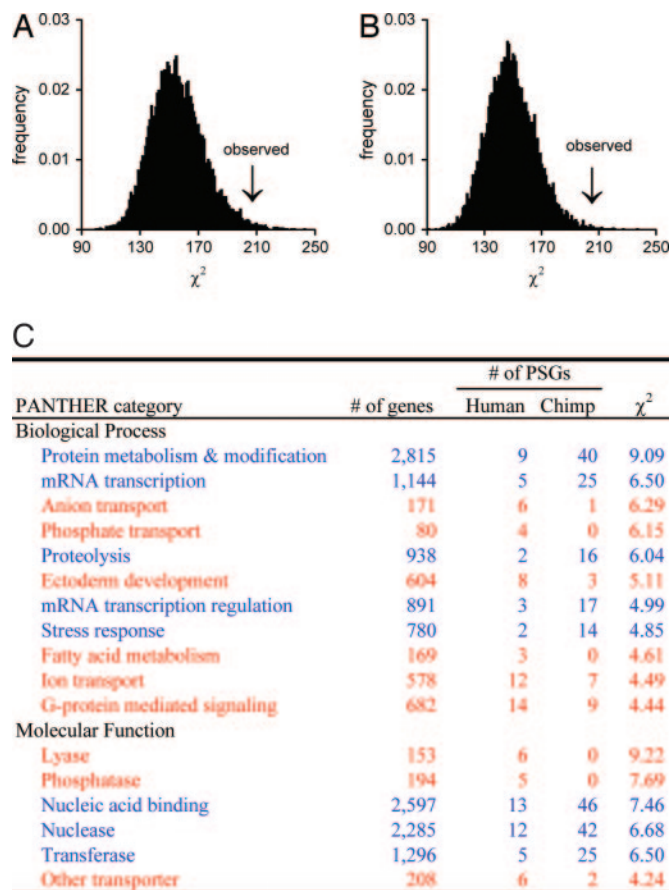 A
B
0.03
0.02
0.01
0.00
frequency
observed
90 130 170 210 250
χ²
0.03
0.02
0.01
0.00
frequency
observed
90 130 170 210 250
χ²
C
# of PSGs
PANTHER category # of genes Human Chimp χ²
Biological Process
Protein metabolism & modification 2,815 9 40 9.09
mRNA transcription 1,144 5 25 6.50
Anion transport 171 6 1 6.29
Phosphate transport 80 4 0 6.15
Proteolysis 938 2 16 6.04
Ectoderm development 604 8 3 5.11
mRNA transcription regulation 891 3 17 4.99
Stress response 780 2 14 4.85
Fatty acid metabolism 169 3 0 4.61
Ion transport 578 12 7 4.49
G-protein mediated signaling 682 14 9 4.44
Molecular Function
Lyase 153 6 0 9.22
Phosphatase 194 5 0 7.69
Nucleic acid binding 2,597 13 46 7.46
Nuclease 2,285 12 42 6.68
Transferase 1,296 5 25 6.50
Other transporter 208 6 2 4.24